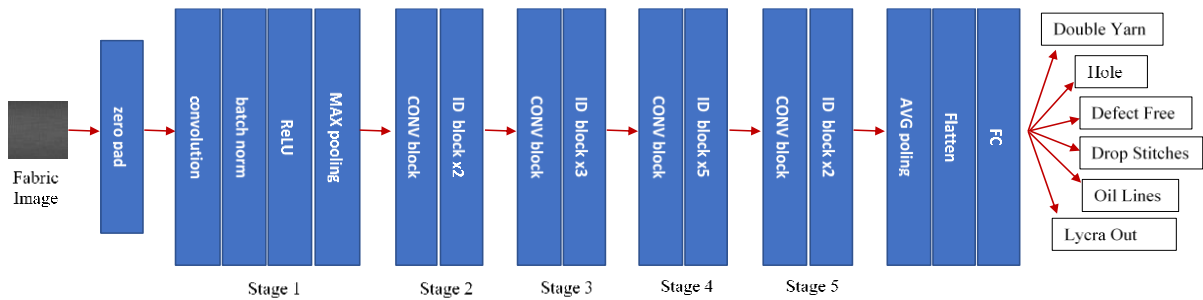 Fabric
Image
zero pad
convolution
batch norm
ReLU
MAX pooling
Stage 1
CONV block
ID block x2
Stage 2
CONV block
ID block x3
Stage 3
CONV block
ID block x5
Stage 4
CONV block
ID block x2
Stage 5
AVG poling
Flatten
FC
Double Yarn
Hole
Defect Free
Drop Stitches
Oil Lines
Lycra Out